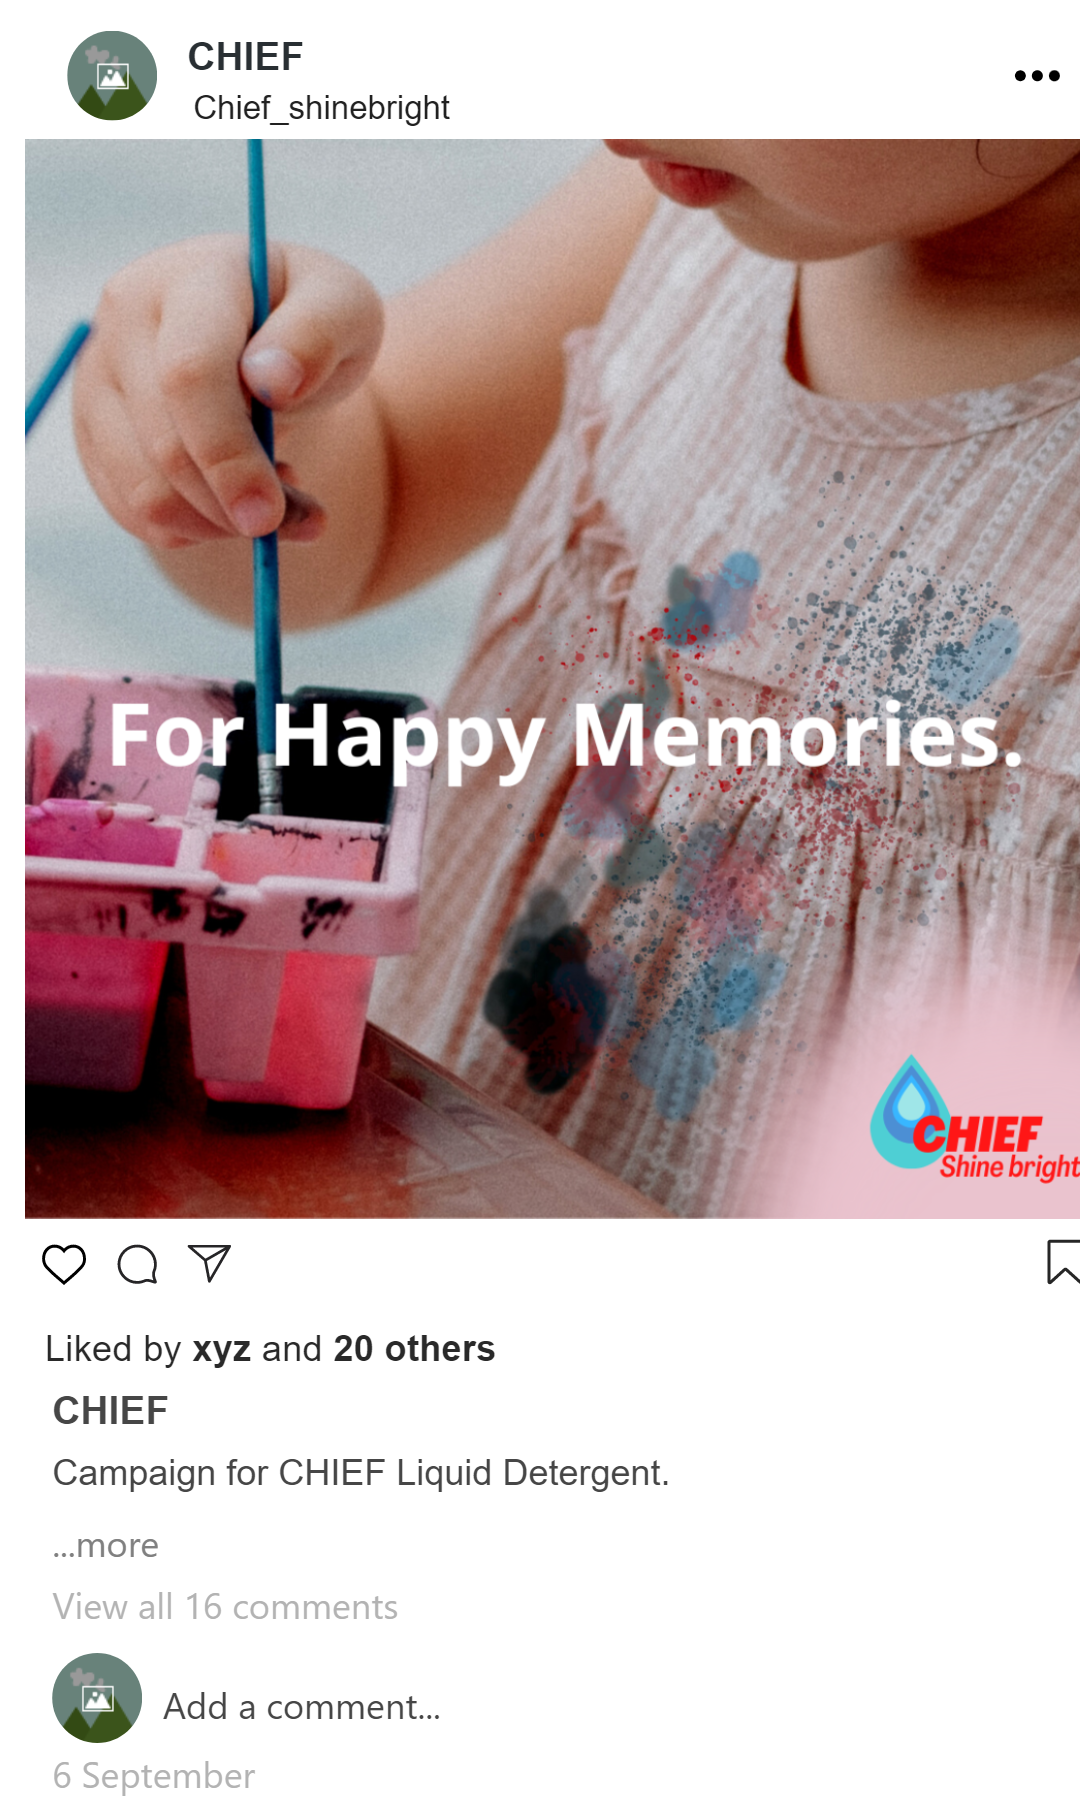 CHIEF
Chief_shinebright
For Happy Memories.
CHIEF
Shine bright
Liked by xyz and 20 others
CHIEF
Campaign for CHIEF Liquid Detergent.
...more
View all 16 comments
Add a comment...
6 September